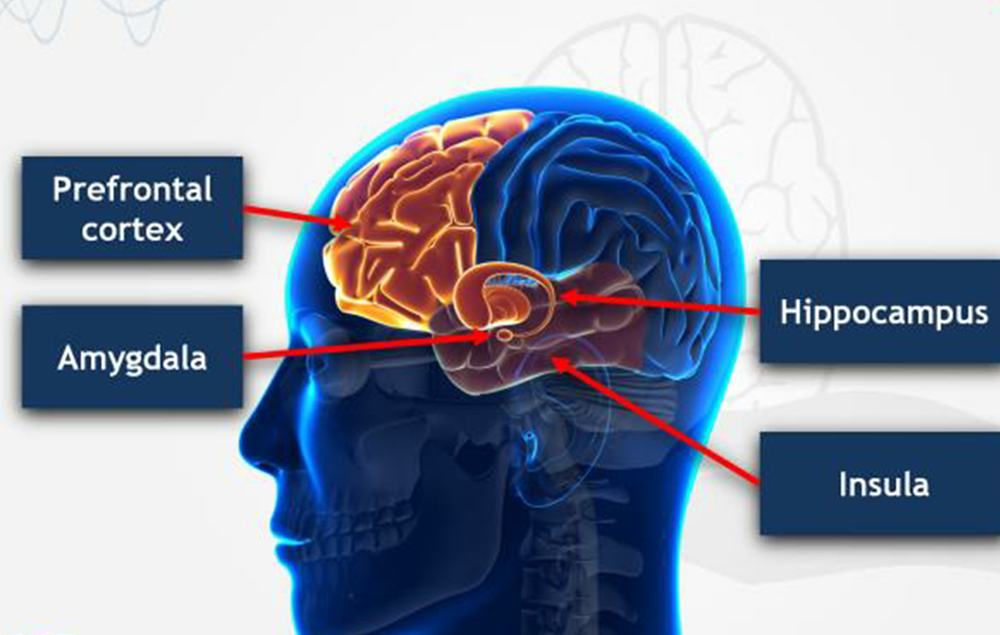 Prefrontal
cortex
Amygdala
Hippocampus
Insula